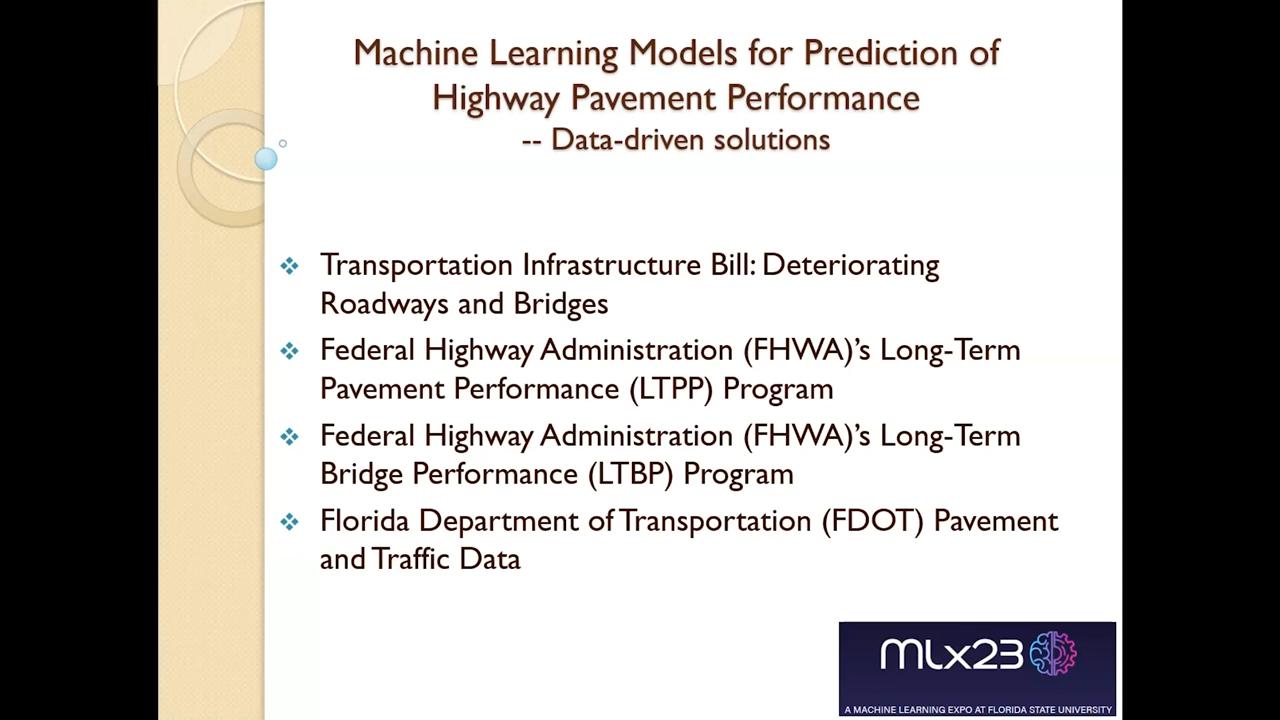 Machine Learning Models for Prediction of
Highway Pavement Performance
-- Data-driven solutions
Transportation Infrastructure Bill: Deteriorating
Roadways and Bridges
Federal Highway Administration (FHWA)’s Long-Term
Pavement Performance (LTPP) Program
Federal Highway Administration (FHWA)’s Long-Term
Bridge Performance (LTBP) Program
Florida Department of Transportation (FDOT) Pavement
and Traffic Data
MLx23
A MACHINE LEARNING EXPO AT FLORIDA STATE UNIVERSITY